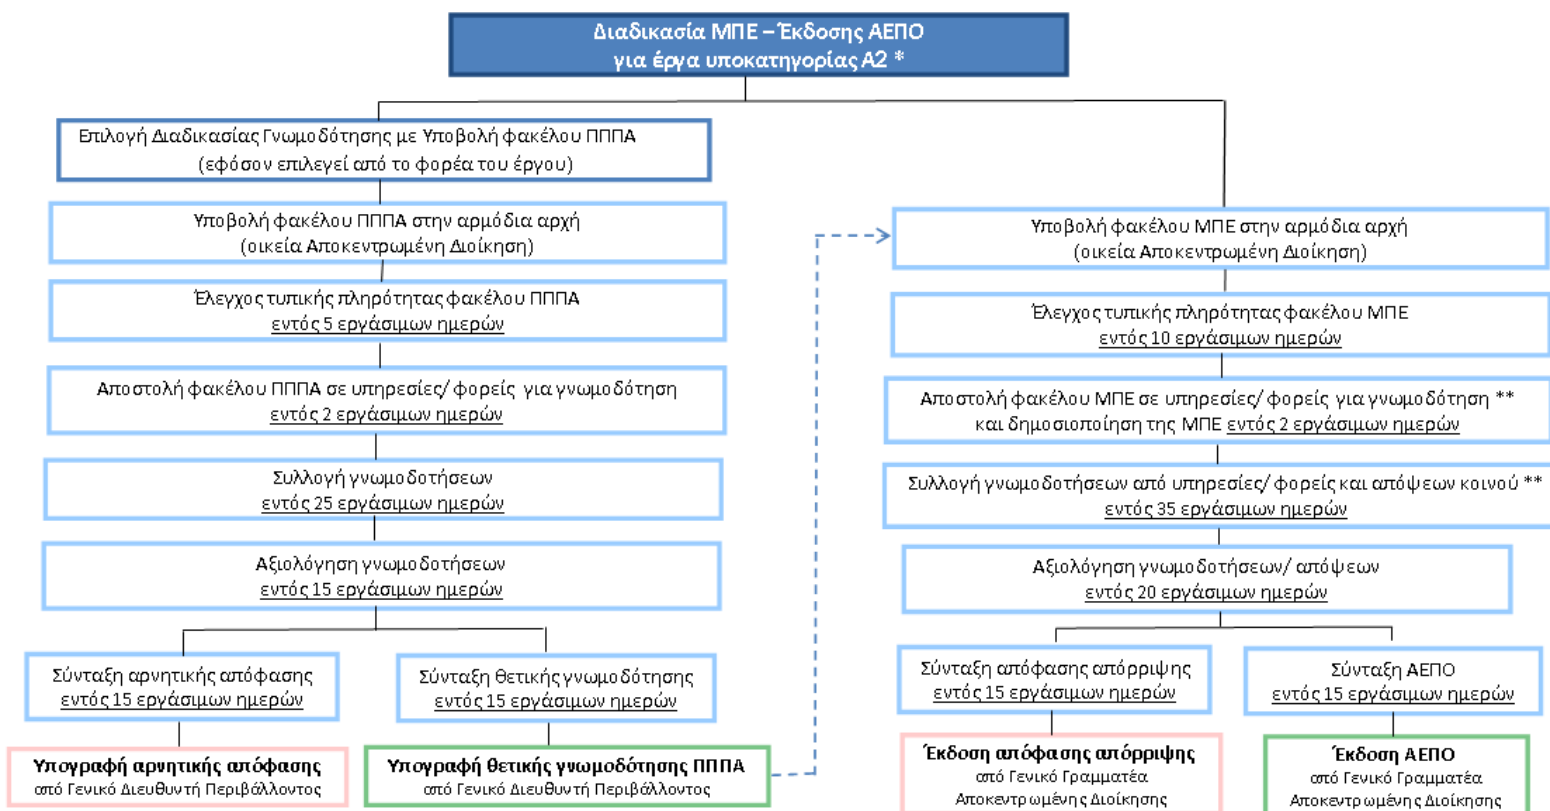 Διαδικασία ΜΠΕ – Έκδοσης ΑΕΠΟ
για έργα υποκατηγορίας Α2 *
Επιλογή Διαδικασίας Γνωμοδότησης με Υποβολή φακέλου ΠΠΠΑ
(εφόσον επιλεγεί από το φορέα του έργου)
Υποβολή φακέλου ΠΠΠΑ στην αρμόδια αρχή
(οικεία Αποκεντρωμένη Διοίκηση)
Έλεγχος τυπικής πληρότητας φακέλου ΠΠΠΑ
εντός 5 εργάσιμων ημερών
Αποστολή φακέλου ΠΠΠΑ σε υπηρεσίες/ φορείς για γνωμοδότηση
εντός 2 εργάσιμων ημερών
Συλλογή γνωμοδοτήσεων
εντός 25 εργάσιμων ημερών
Αξιολόγηση γνωμοδοτήσεων
εντός 15 εργάσιμων ημερών
Σύνταξη αρνητικής απόφασης
εντός 15 εργάσιμων ημερών
Σύνταξη θετικής γνωμοδότησης
εντός 15 εργάσιμων ημερών
Υπογραφή αρνητικής απόφασης
από Γενικό Διευθυντή Περιβάλλοντος
Υπογραφή θετικής γνωμοδότησης ΠΠΠΑ
από Γενικό Διευθυντή Περιβάλλοντος
Υποβολή φακέλου ΜΠΕ στην αρμόδια αρχή
(οικεία Αποκεντρωμένη Διοίκηση)
Έλεγχος τυπικής πληρότητας φακέλου ΜΠΕ
εντός 10 εργάσιμων ημερών
Αποστολή φακέλου ΜΠΕ σε υπηρεσίες/ φορείς για γνωμοδότηση **
και δημοσιοποίηση της ΜΠΕ εντός 2 εργάσιμων ημερών
Συλλογή γνωμοδοτήσεων από υπηρεσίες/ φορείς και απόψεων κοινού **
εντός 35 εργάσιμων ημερών
Αξιολόγηση γνωμοδοτήσεων/ απόψεων
εντός 20 εργάσιμων ημερών
Σύνταξη απόφασης απόρριψης
εντός 15 εργάσιμων ημερών
Σύνταξη ΑΕΠΟ
εντός 15 εργάσιμων ημερών
Έκδοση απόφασης απόρριψης
από Γενικό Γραμματέα
Αποκεντρωμένης Διοίκησης
Έκδοση ΑΕΠΟ
από Γενικό Γραμματέα
Αποκεντρωμένης Διοίκησης